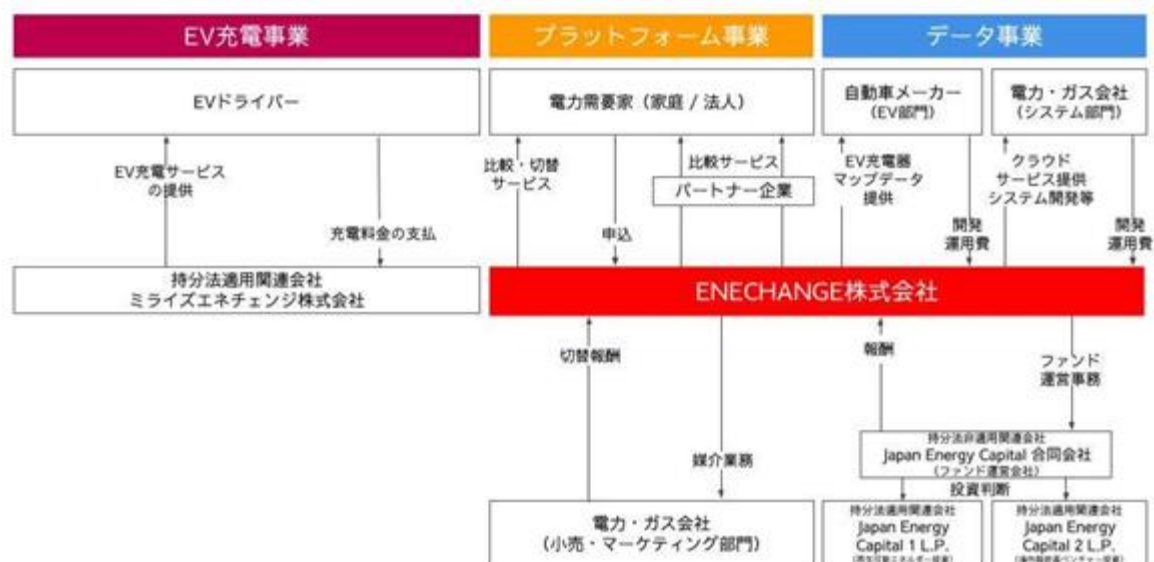 EV充電事業
プラットフォーム事業
データ事業
EVドライバー
電力需要家（家庭 / 法人）
自動車メーカー
（EV部門）
電力・ガス会社
（システム部門）
EV充電サービス
の提供
充電料金の支払
比較・切替
サービス
申込
比較サービス
パートナー企業
EV充電器
マップデータ
提供
開発
運用費
クラウド
サービス提供
システム開発等
開発
運用費
持分法適用関連会社
ミライズエネチェンジ株式会社
ENECHANGE株式会社
切替報酬
媒介業務
報酬
ファンド
運営事務
持分法非適用関連会社
Japan Energy Capital 合同会社
（ファンド運営会社）
投資判断
電力・ガス会社
（小売・マーケティング部門）
持分法適用関連会社
Japan Energy
Capital 1 L.P.
持分法適用関連会社
Japan Energy
Capital 2 L.P.